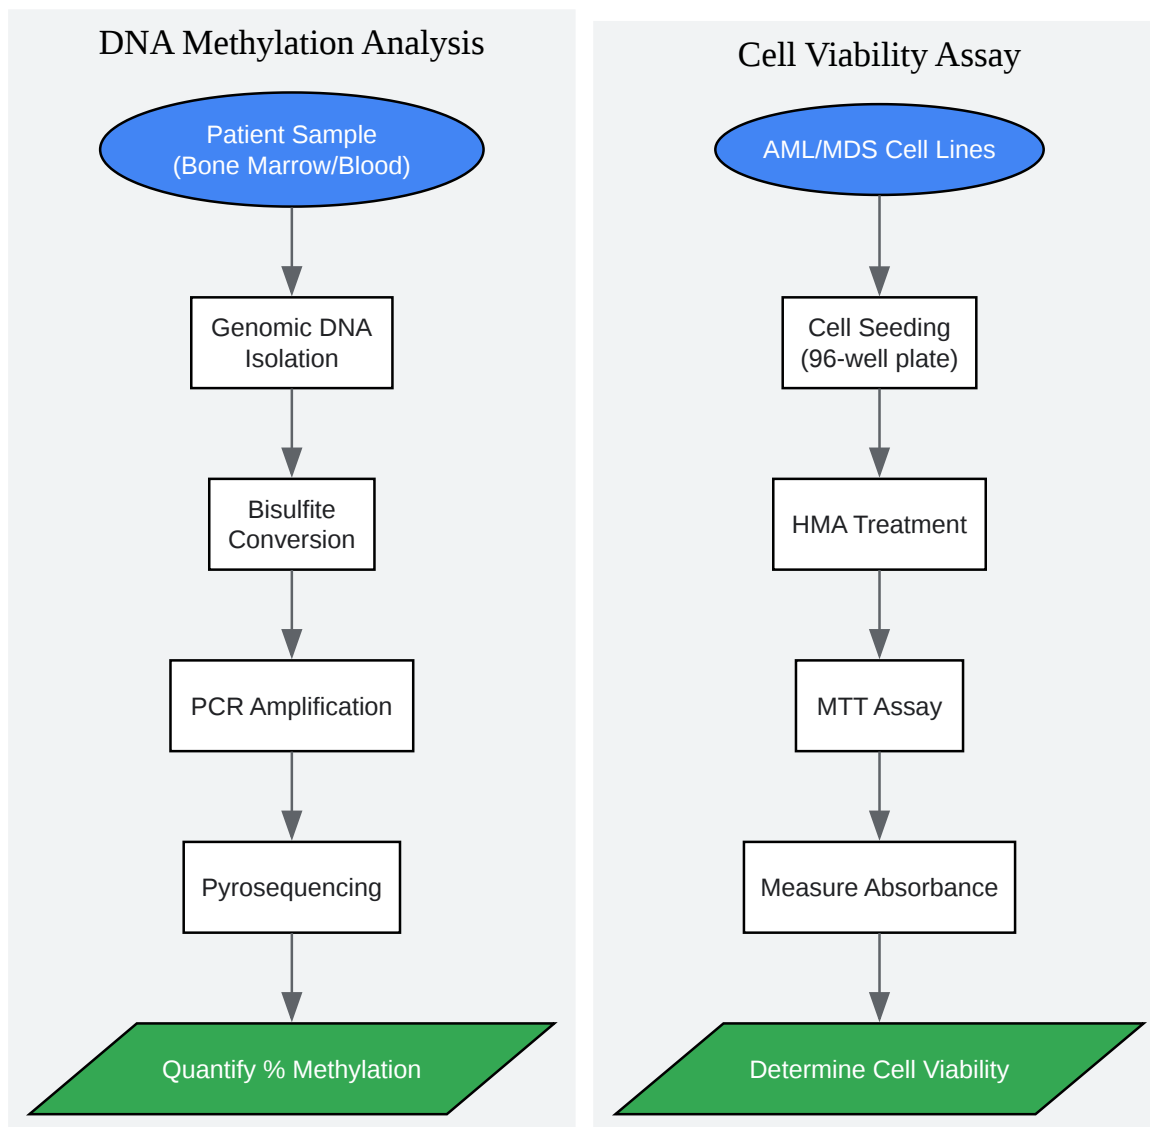 DNA Methylation Analysis
Patient Sample
(Bone Marrow/Blood)
Genomic DNA
Isolation
Bisulfite
Conversion
PCR Amplification
Pyrosequencing
Quantify % Methylation
Cell Viability Assay
AML/MDS Cell Lines
Cell Seeding
(96-well plate)
HMA Treatment
MTT Assay
Measure Absorbance
Determine Cell Viability